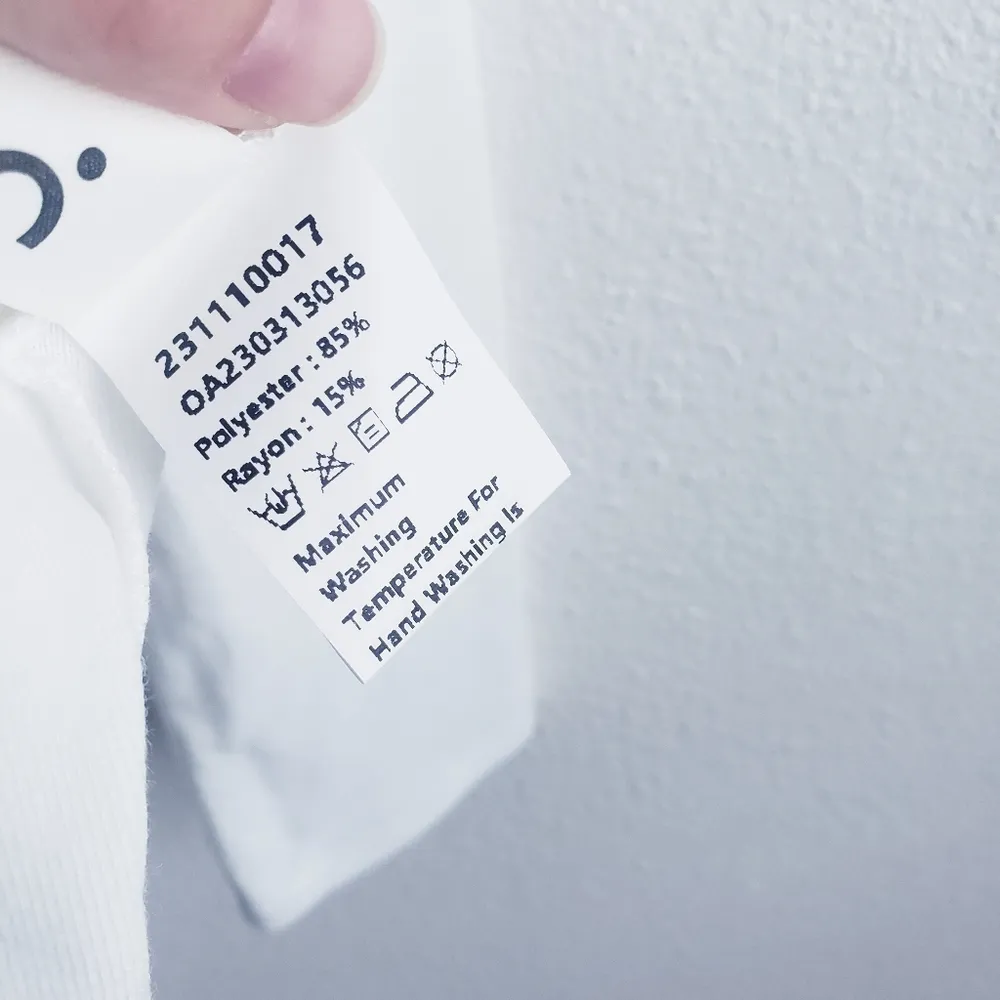 231110017
OA230313056
Polyester : 85%
Rayon : 15%
Maximum
Washing
Temperature For
Hand Washing Is